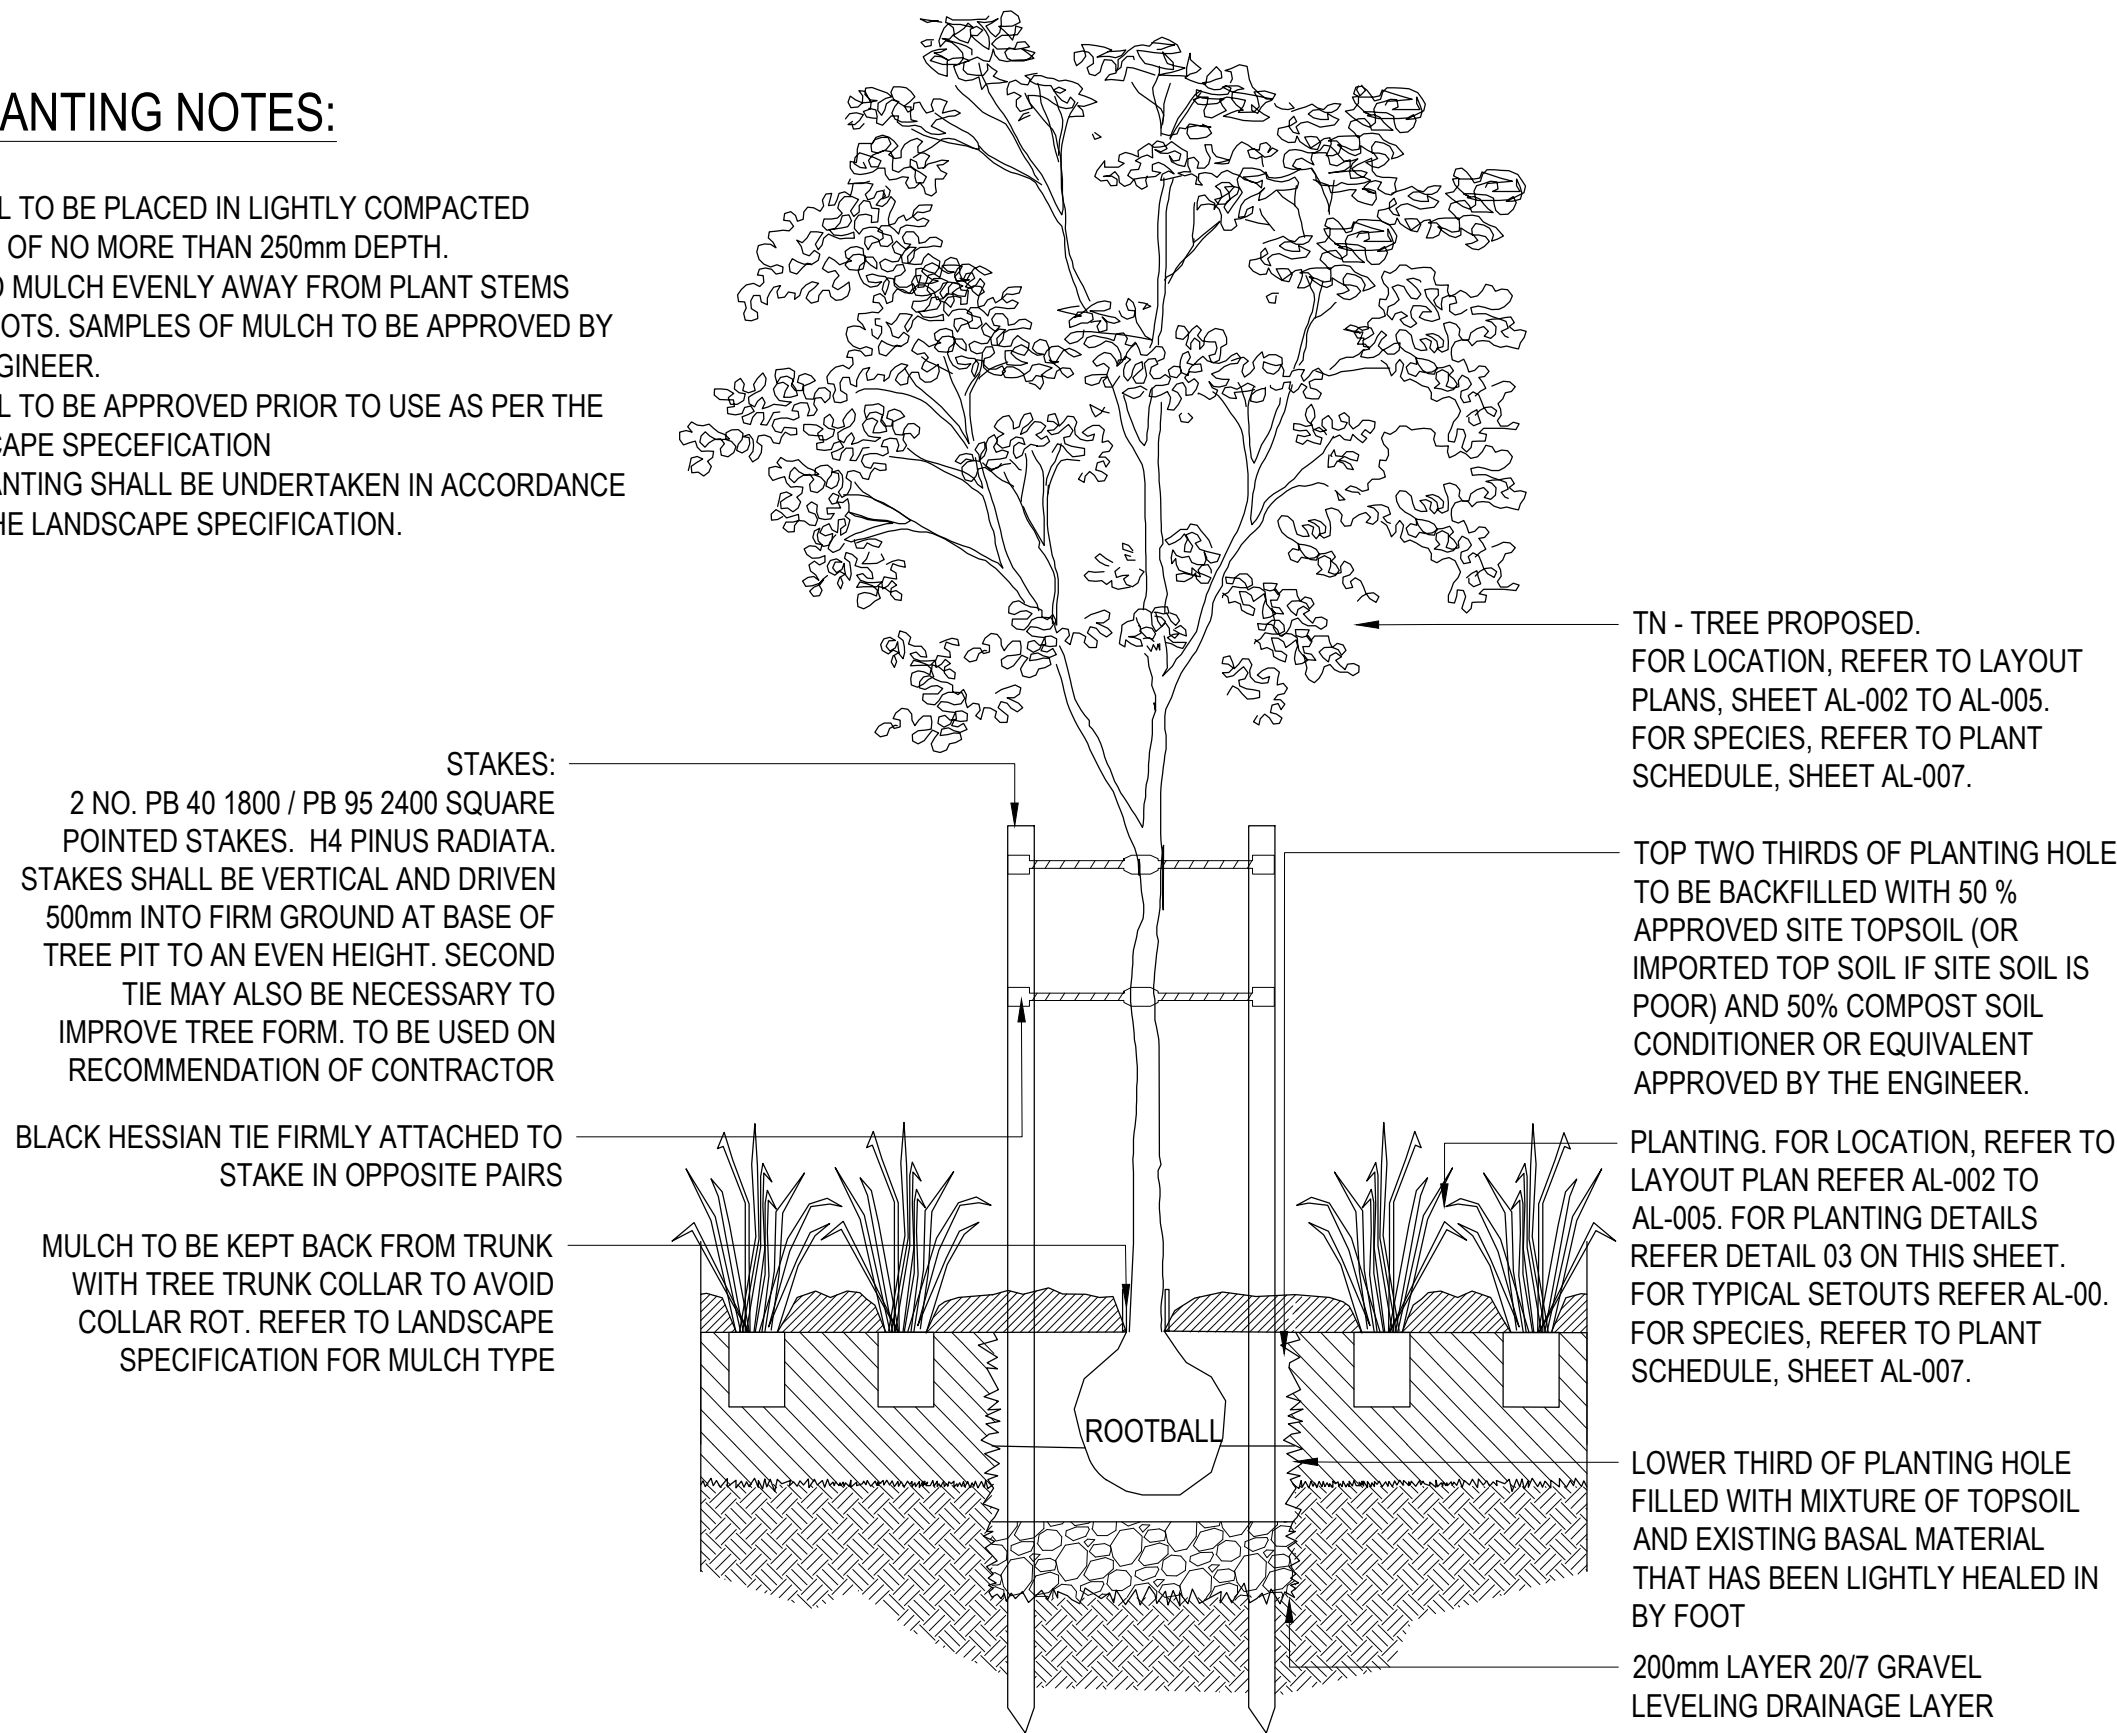 ANTING NOTES:
L TO BE PLACED IN LIGHTLY COMPACTED
OF NO MORE THAN 250mm DEPTH.
MULCH EVENLY AWAY FROM PLANT STEMS
OTS. SAMPLES OF MULCH TO BE APPROVED BY
GINEER.
L TO BE APPROVED PRIOR TO USE AS PER THE
CAPE SPECEFICATION
ANTING SHALL BE UNDERTAKEN IN ACCORDANCE
HE LANDSCAPE SPECIFICATION.
STAKES:
2 NO. PB 40 1800 / PB 95 2400 SQUARE
POINTED STAKES. H4 PINUS RADIATA.
STAKES SHALL BE VERTICAL AND DRIVEN
500mm INTO FIRM GROUND AT BASE OF
TREE PIT TO AN EVEN HEIGHT. SECOND
TIE MAY ALSO BE NECESSARY TO
IMPROVE TREE FORM. TO BE USED ON
RECOMMENDATION OF CONTRACTOR
BLACK HESSIAN TIE FIRMLY ATTACHED TO
STAKE IN OPPOSITE PAIRS
MULCH TO BE KEPT BACK FROM TRUNK
WITH TREE TRUNK COLLAR TO AVOID
COLLAR ROT. REFER TO LANDSCAPE
SPECIFICATION FOR MULCH TYPE
ROOTBALL
TN - TREE PROPOSED.
FOR LOCATION, REFER TO LAYOUT
PLANS, SHEET AL-002 TO AL-005.
FOR SPECIES, REFER TO PLANT
SCHEDULE, SHEET AL-007.
TOP TWO THIRDS OF PLANTING HOLE
TO BE BACKFILLED WITH 50 %
APPROVED SITE TOPSOIL (OR
IMPORTED TOP SOIL IF SITE SOIL IS
POOR) AND 50% COMPOST SOIL
CONDITIONER OR EQUIVALENT
APPROVED BY THE ENGINEER.
PLANTING. FOR LOCATION, REFER TO
LAYOUT PLAN REFER AL-002 TO
AL-005. FOR PLANTING DETAILS
REFER DETAIL 03 ON THIS SHEET.
FOR TYPICAL SETOUTS REFER AL-00.
FOR SPECIES, REFER TO PLANT
SCHEDULE, SHEET AL-007.
LOWER THIRD OF PLANTING HOLE
FILLED WITH MIXTURE OF TOPSOIL
AND EXISTING BASAL MATERIAL
THAT HAS BEEN LIGHTLY HEALED IN
BY FOOT
200mm LAYER 20/7 GRAVEL
LEVELING DRAINAGE LAYER